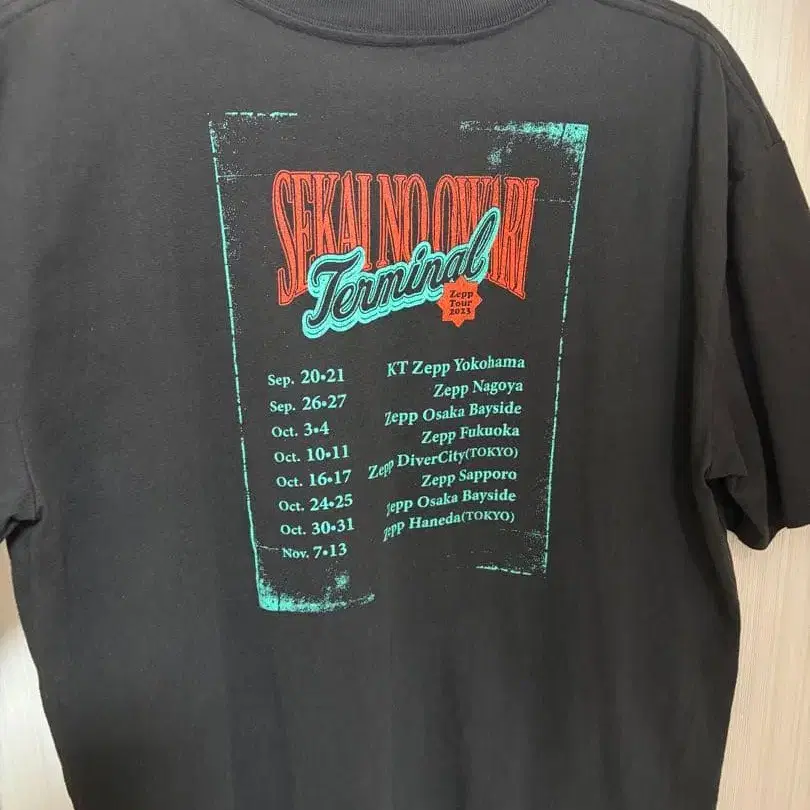 SEKAI NO OWARI
Terminal
Zepp
Tour
2023
Sep. 20•21 KT Zepp Yokohama
Sep. 26•27 Zepp Nagoya
Oct. 3•4 Zepp Osaka Bayside
Oct. 10•11 Zepp Fukuoka
Oct. 16•17 Zepp DiverCity(TOKYO)
Oct. 24•25 Zepp Sapporo
Oct. 30•31 Zepp Osaka Bayside
Nov. 7•13 Zepp Haneda(TOKYO)